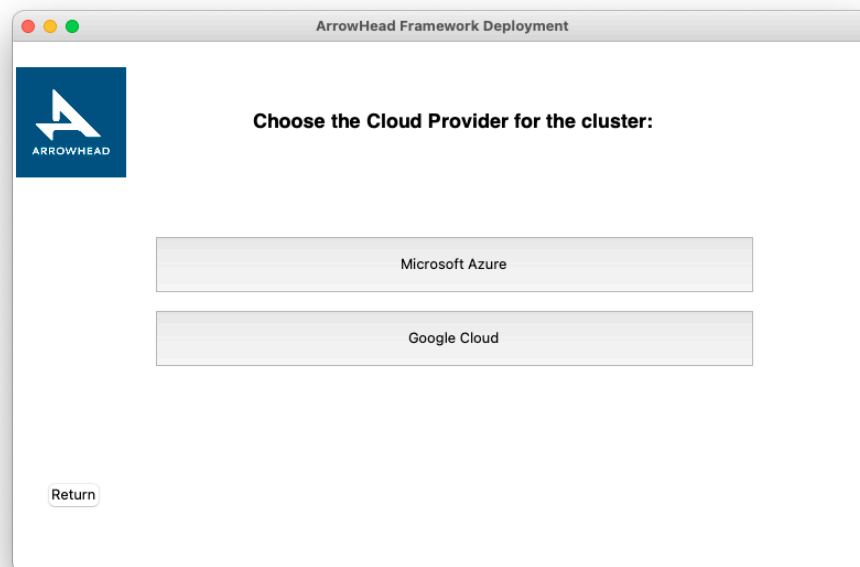 ArrowHead Framework Deployment
ARROWHEAD
Choose the Cloud Provider for the cluster:
Microsoft Azure
Google Cloud
Return